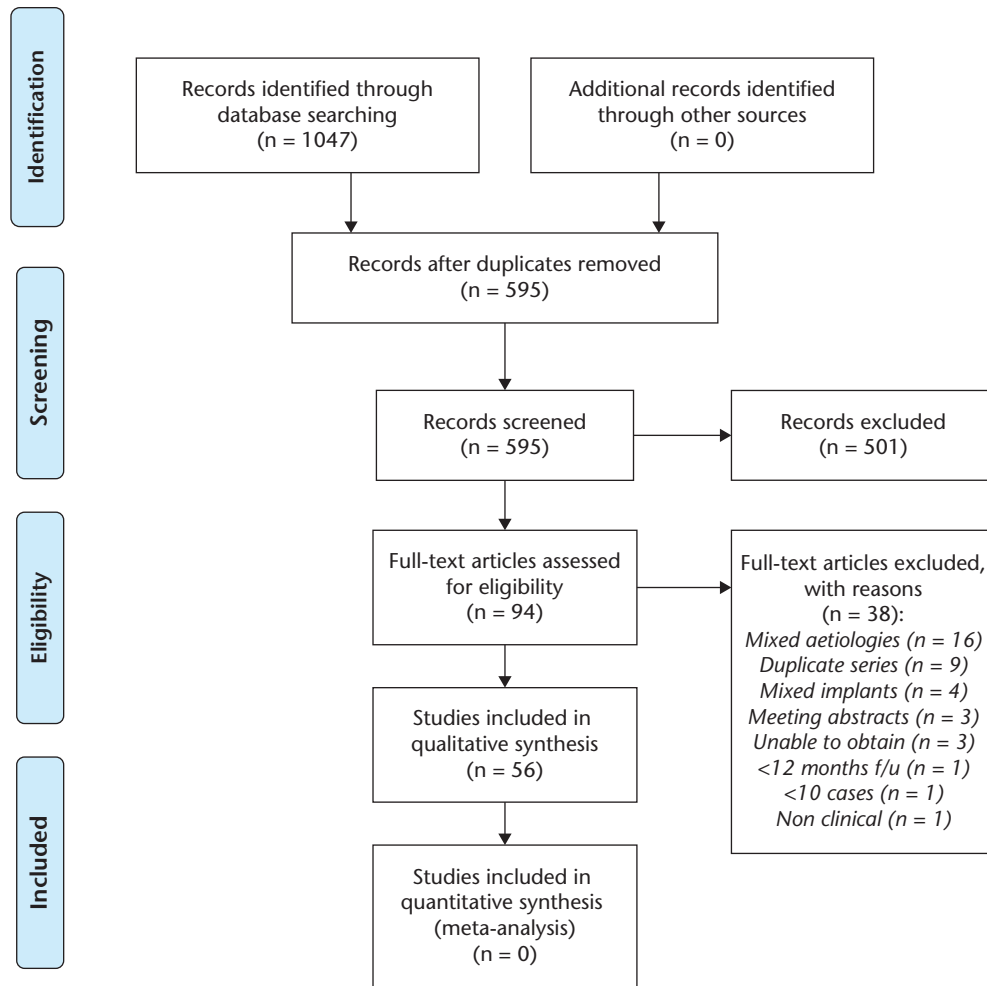 Identification
Records identified through
database searching
(n = 1047)
Additional records identified
through other sources
(n = 0)
Records after duplicates removed
(n = 595)
Screening
Records screened
(n = 595)
Records excluded
(n = 501)
Eligibility
Full-text articles assessed
for eligibility
(n = 94)
Full-text articles excluded,
with reasons
(n = 38):
Mixed aetiologies (n = 16)
Duplicate series (n = 9)
Mixed implants (n = 4)
Meeting abstracts (n = 3)
Unable to obtain (n = 3)
<12 months f/u (n = 1)
<10 cases (n = 1)
Non clinical (n = 1)
Studies included in
qualitative synthesis
(n = 56)
Included
Studies included in
quantitative synthesis
(meta-analysis)
(n = 0)